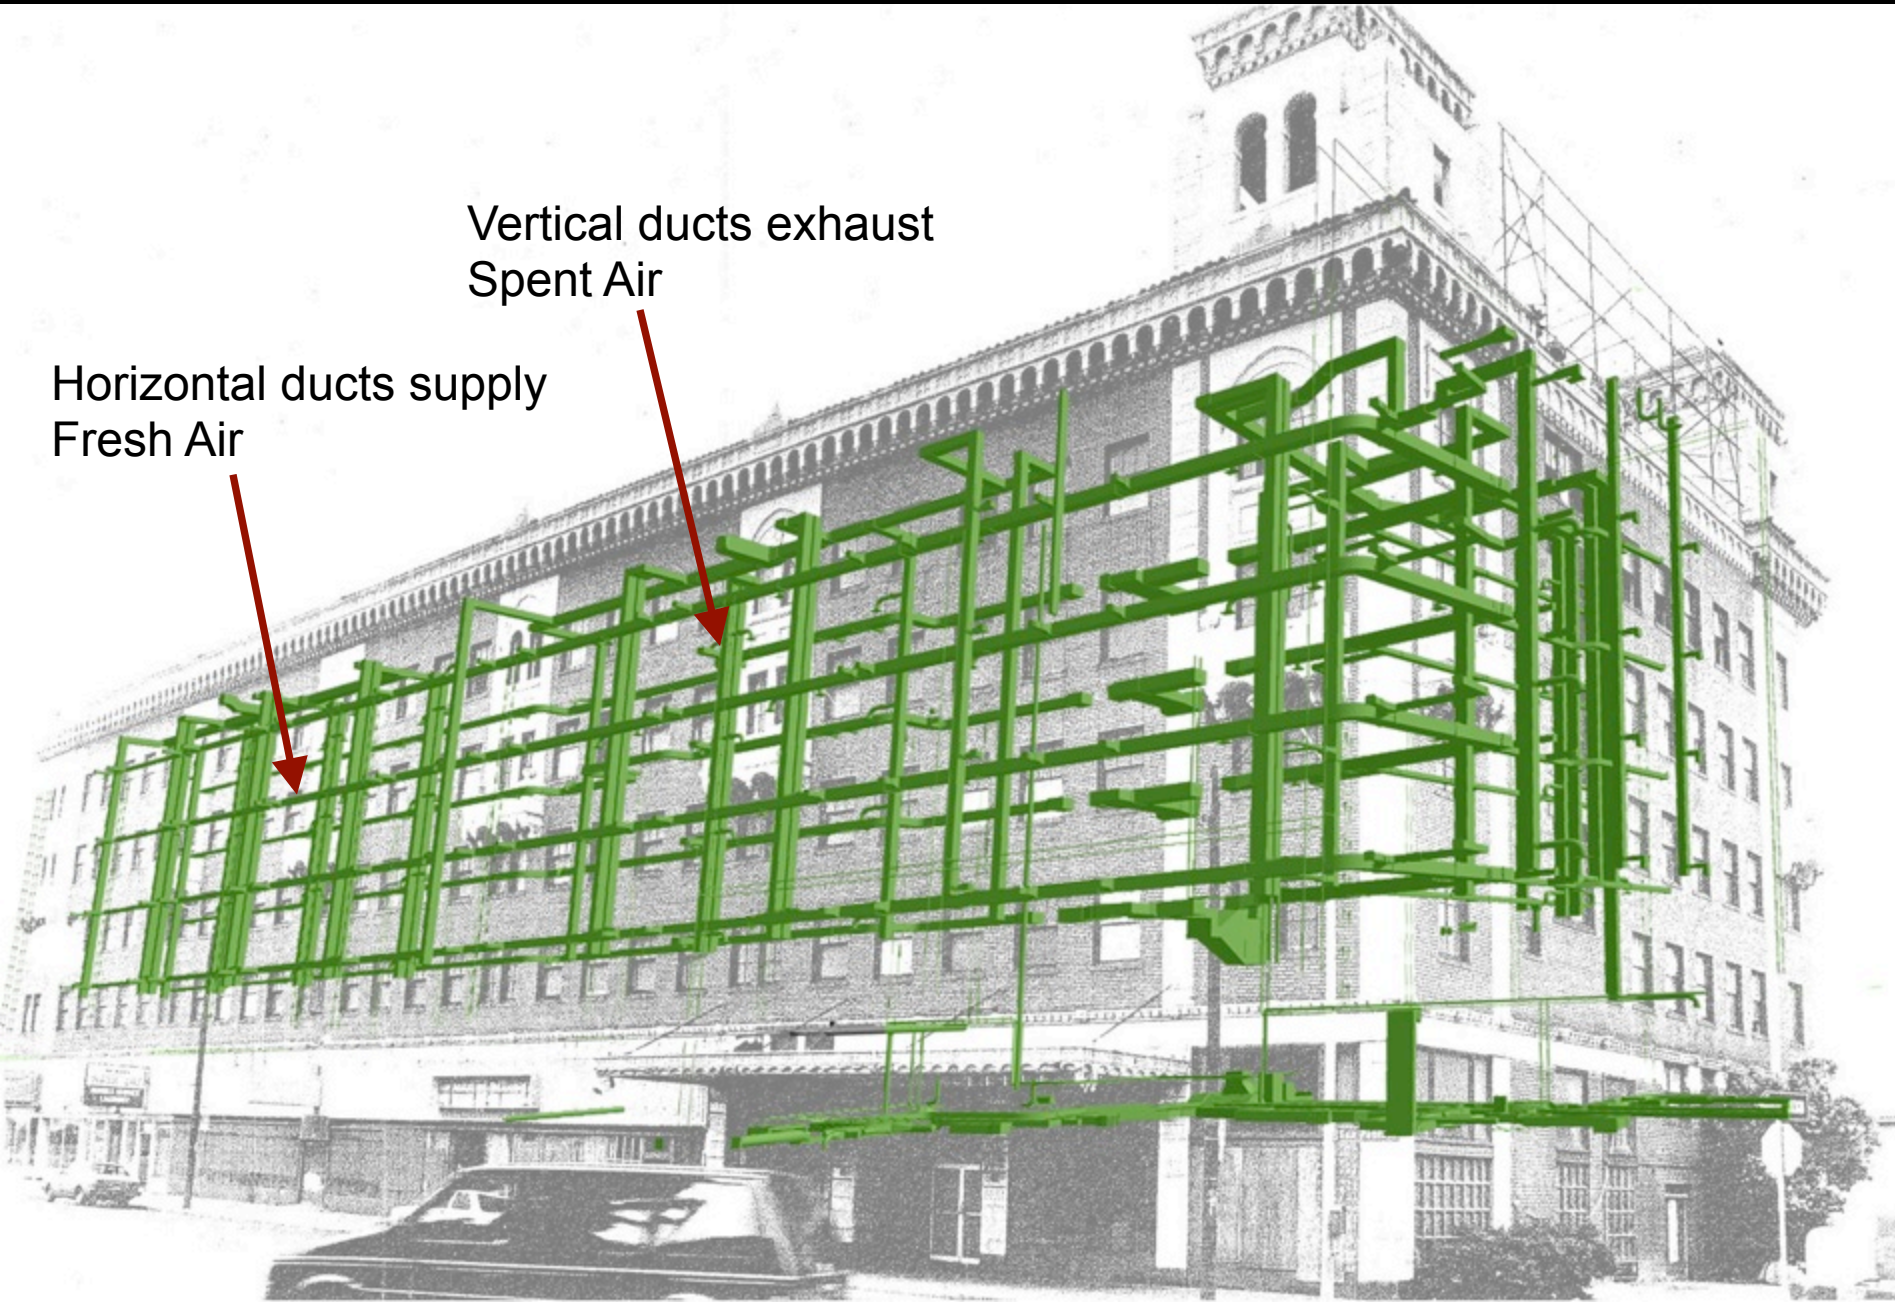 Vertical ducts exhaust
Spent Air
Horizontal ducts supply
Fresh Air